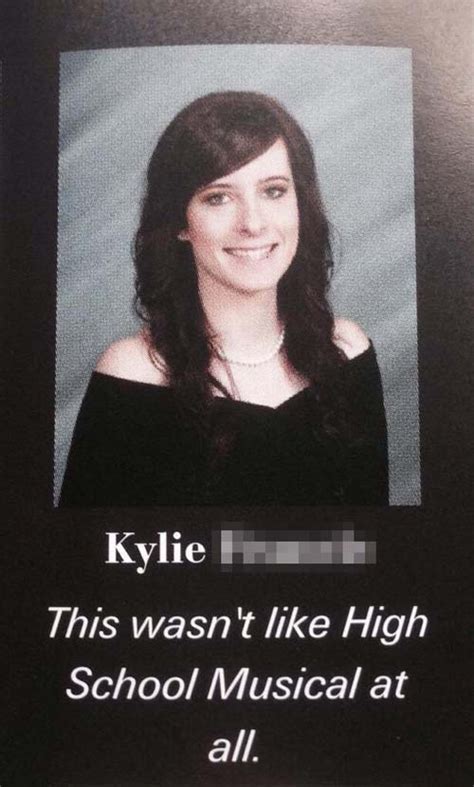 Kylie
This wasn't like High
School Musical at
all.